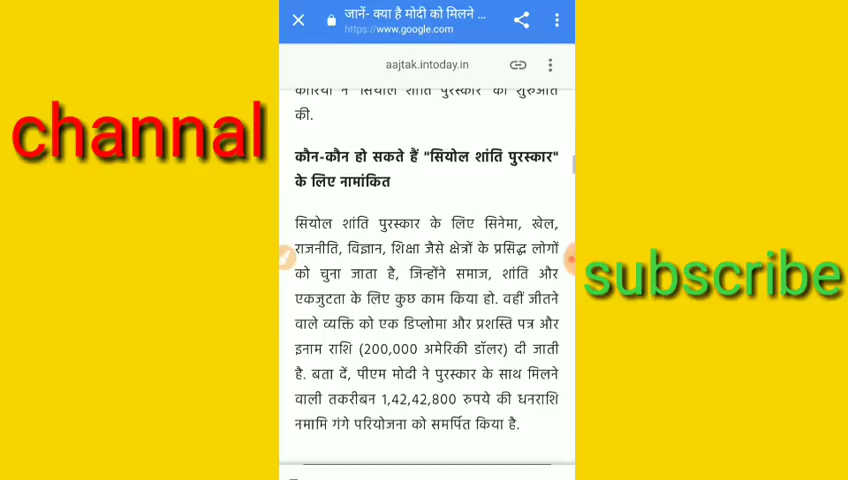 जानें- क्या है मोदी को मिलने ...
https://www.google.com
aajtak.intoday.in
कोरिया ने सियोल शांति पुरस्कार की शुरुआत
की.
कौन-कौन हो सकते हैं "सियोल शांति पुरस्कार"
के लिए नामांकित
सियोल शांति पुरस्कार के लिए सिनेमा, खेल,
राजनीति, विज्ञान, शिक्षा जैसे क्षेत्रों के प्रसिद्ध लोगों
को चुना जाता है, जिन्होंने समाज, शांति और
एकजुटता के लिए कुछ काम किया हो. वहीं जीतने
वाले व्यक्ति को एक डिप्लोमा और प्रशस्ति पत्र और
इनाम राशि (200,000 अमेरिकी डॉलर) दी जाती
है. बता दें, पीएम मोदी ने पुरस्कार के साथ मिलने
वाली तकरीबन 1,42,42,800 रुपये की धनराशि
नमामि गंगे परियोजना को समर्पित किया है.
channal
subscribe